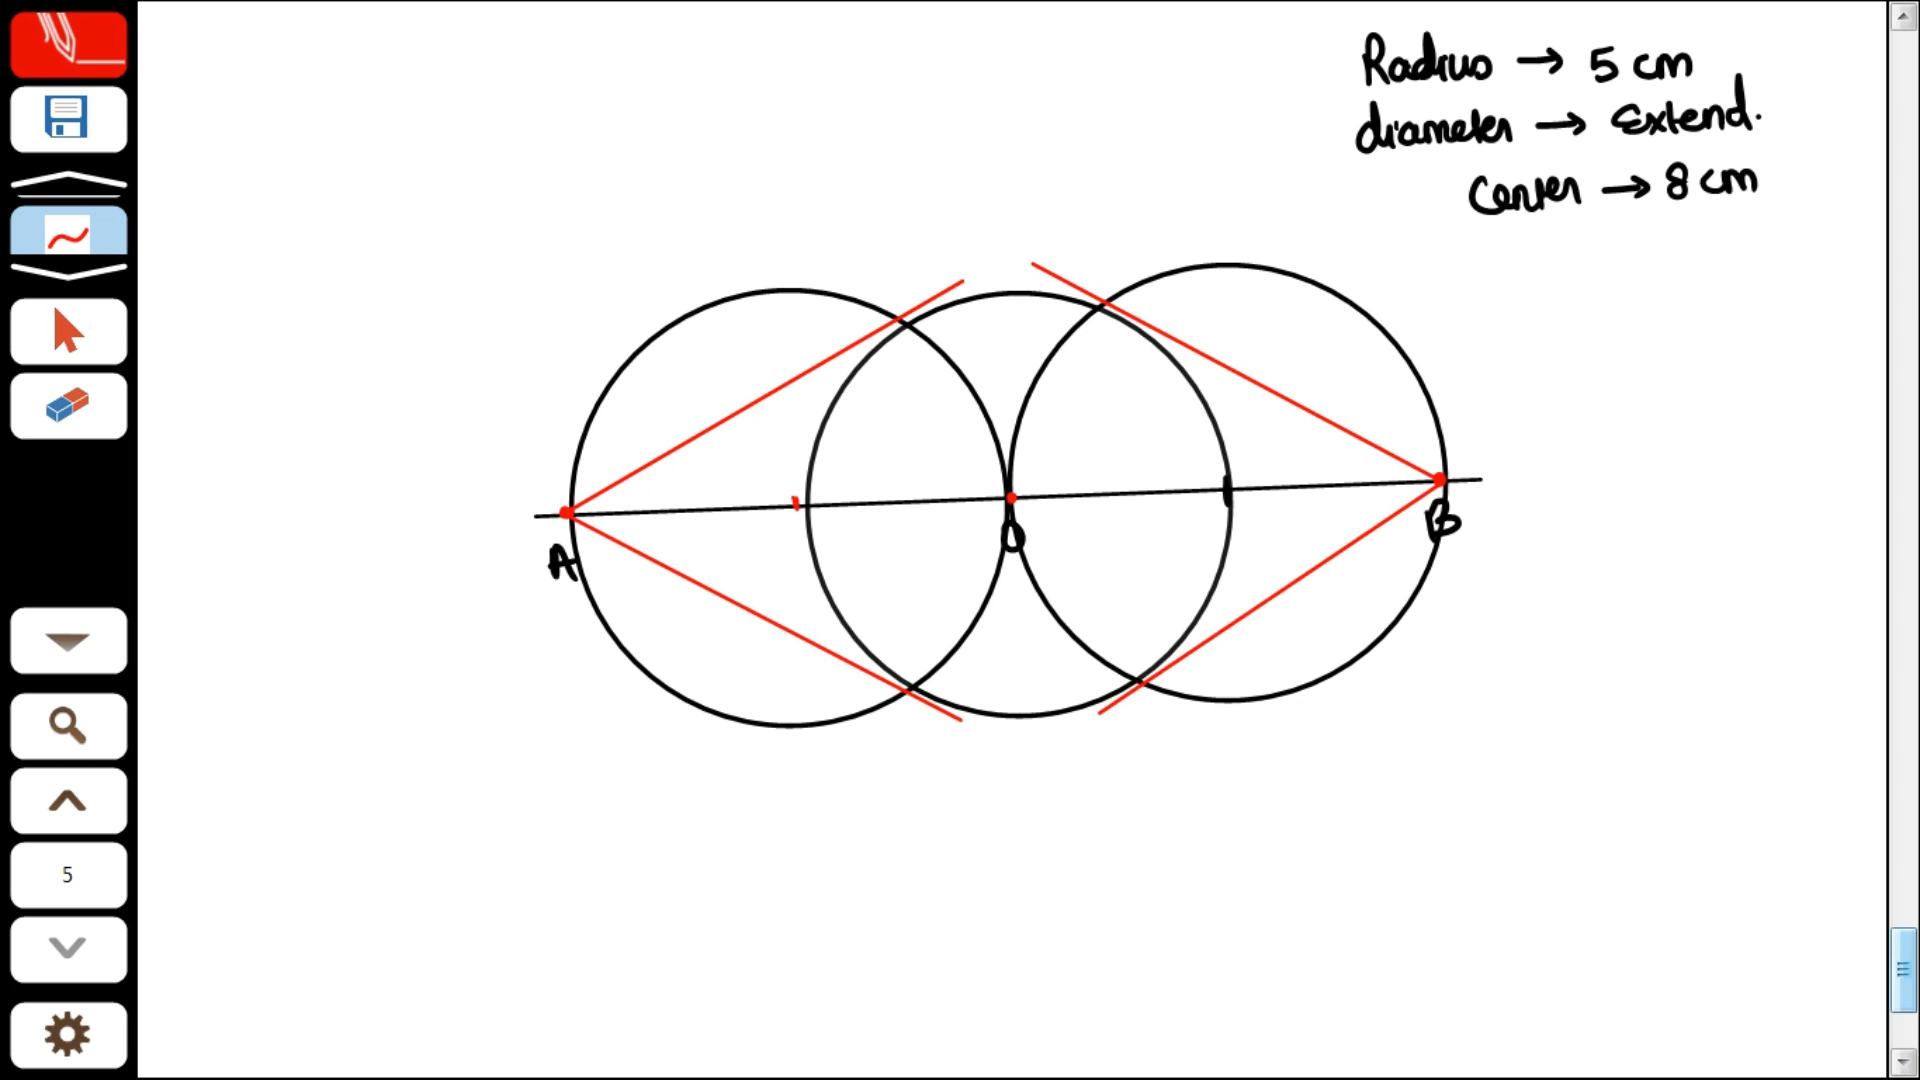 Radius → 5 cm
diameter → Extend.
Center → 8 cm
A
O
B
5